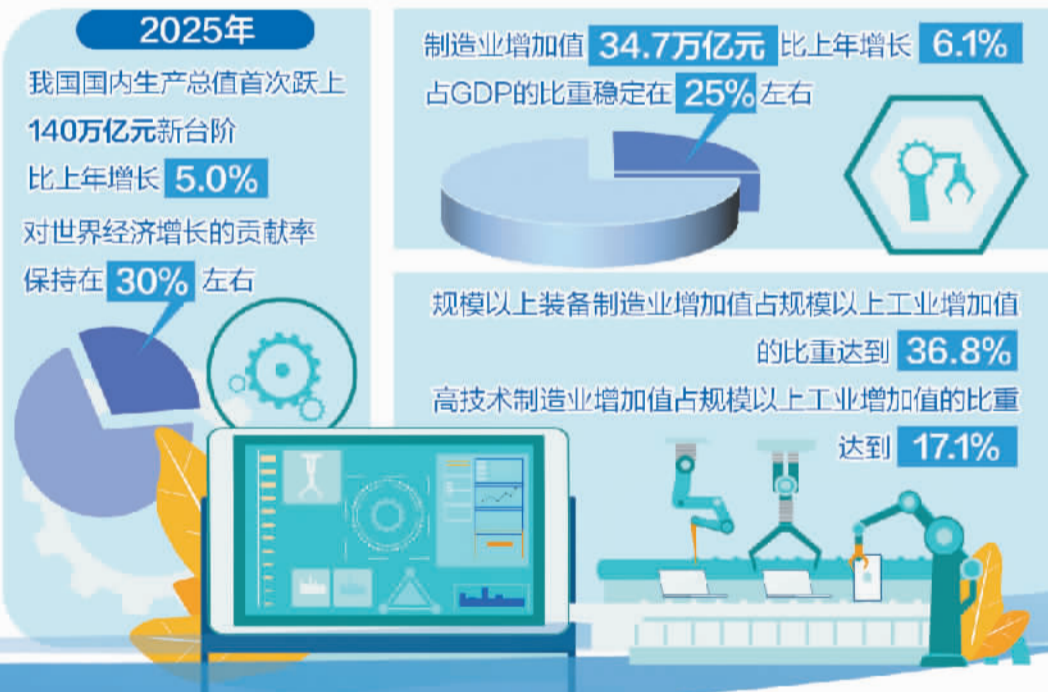 2025年
我国国内生产总值首次跃上
140万亿元新台阶
比上年增长 5.0%
对世界经济增长的贡献率
保持在 30% 左右
制造业增加值 34.7万亿元 比上年增长 6.1%
占GDP的比重稳定在 25% 左右
规模以上装备制造业增加值占规模以上工业增加值
的比重达到 36.8%
高技术制造业增加值占规模以上工业增加值的比重
达到 17.1%